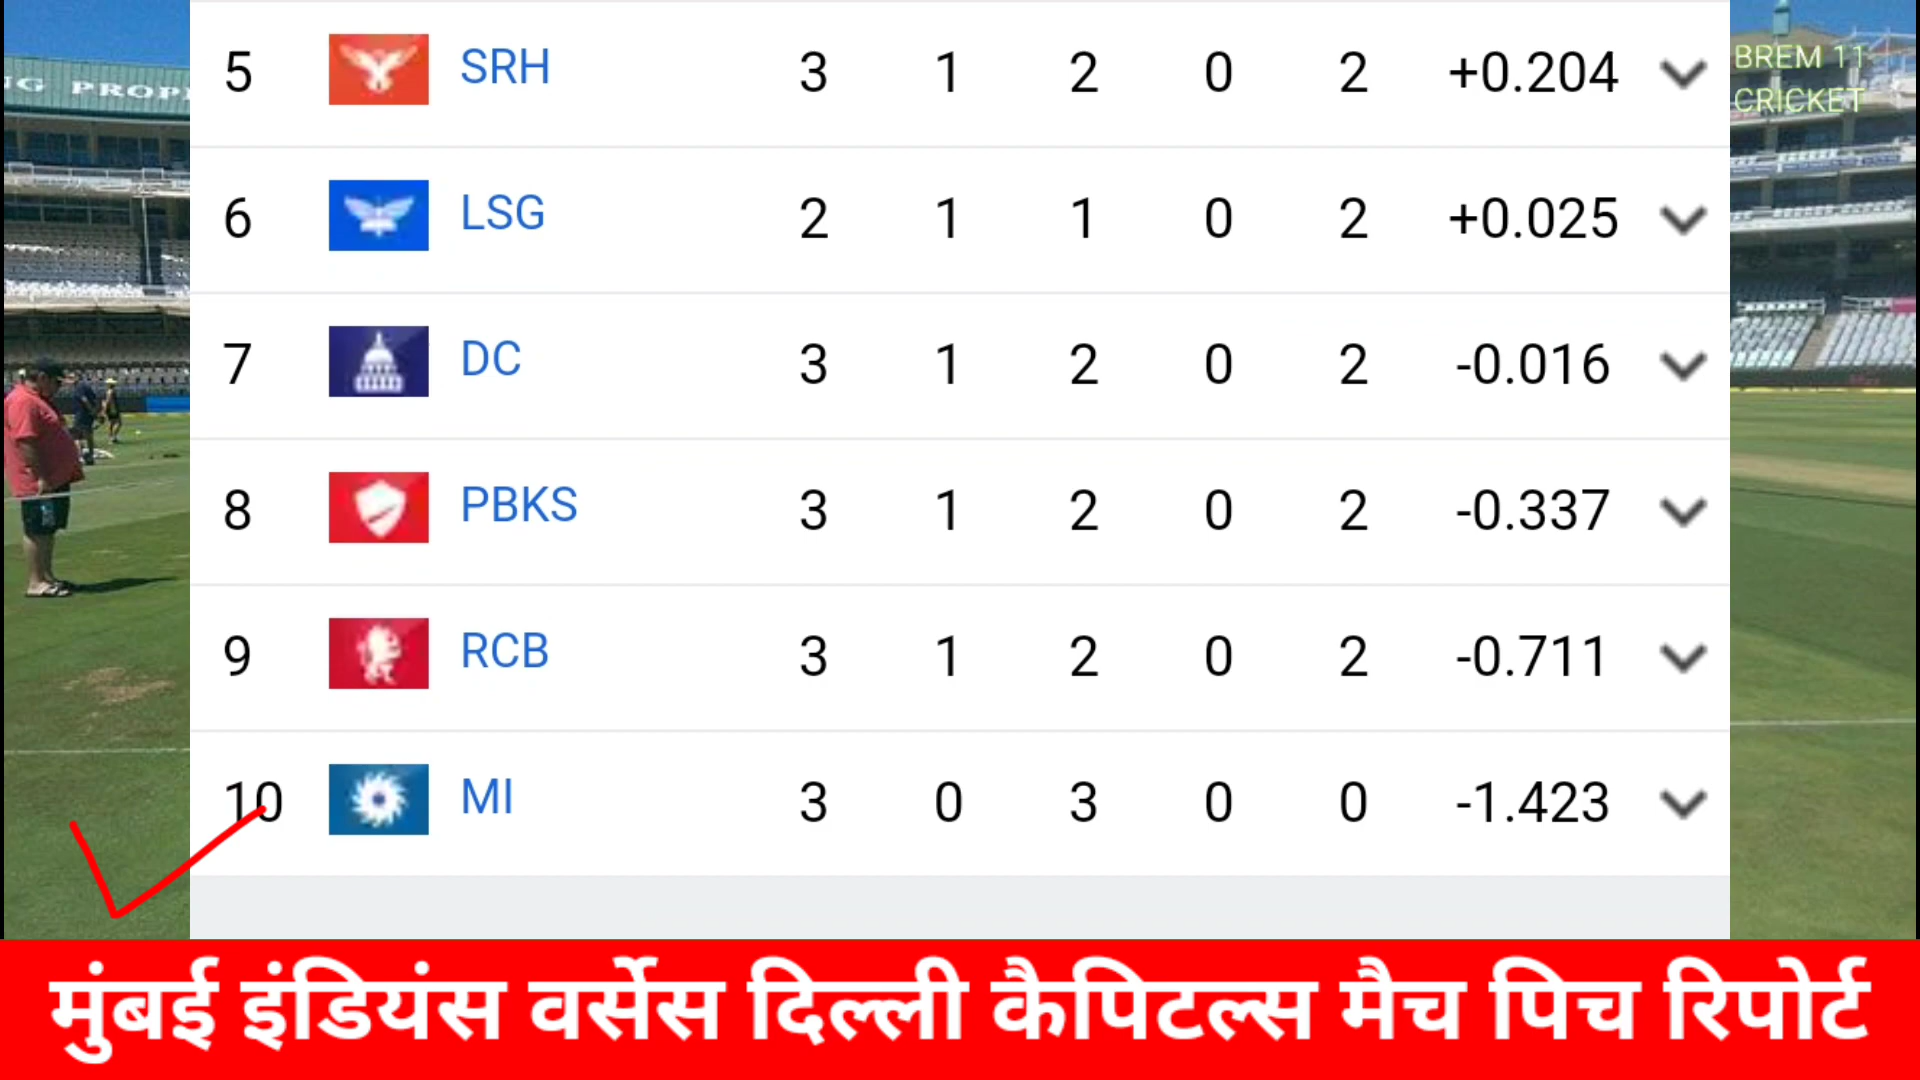 5 SRH 3 1 2 0 2 +0.204
6 LSG 2 1 1 0 2 +0.025
7 DC 3 1 2 0 2 -0.016
8 PBKS 3 1 2 0 2 -0.337
9 RCB 3 1 2 0 2 -0.711
10 MI 3 0 3 0 0 -1.423
BREM 11
CRICKET
मुंबई इंडियंस वर्सेस दिल्ली कैपिटल्स मैच पिच रिपोर्ट